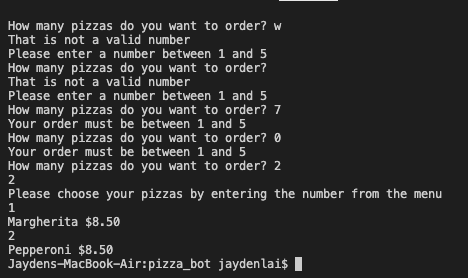 How many pizzas do you want to order? w
That is not a valid number
Please enter a number between 1 and 5
How many pizzas do you want to order?
That is not a valid number
Please enter a number between 1 and 5
How many pizzas do you want to order? 7
Your order must be between 1 and 5
How many pizzas do you want to order? 0
Your order must be between 1 and 5
How many pizzas do you want to order? 2
2
Please choose your pizzas by entering the number from the menu
1
Margherita $8.50
2
Pepperoni $8.50
Jaydens-MacBook-Air:pizza_bot jaydenlai$